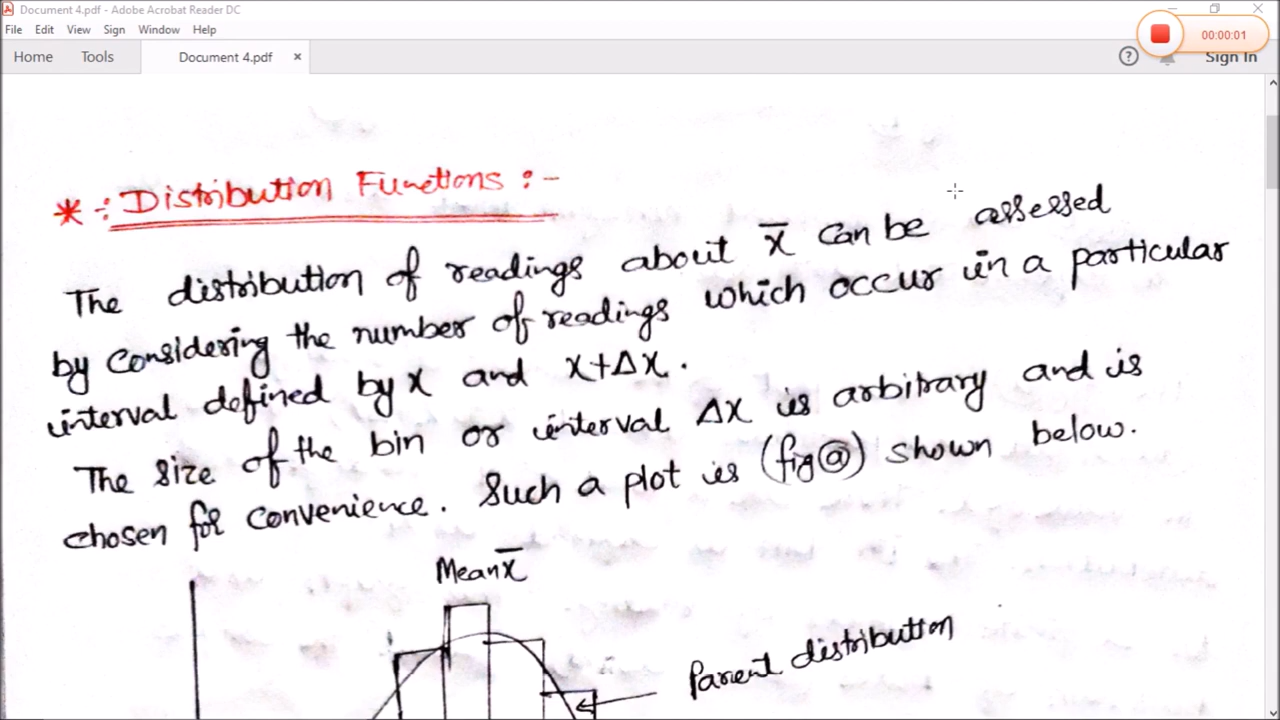 Document 4.pdf - Adobe Acrobat Reader DC
File Edit View Sign Window Help
00:00:01
Home Tools Document 4.pdf × ? Sign In
* :- Distribution Functions :-
The distribution of readings about x̅ can be assessed
by considering the number of readings which occur in a particular
interval defined by x and x+Δx.
The size of the bin or interval Δx is arbitrary and is
chosen for convenience. Such a plot is (fig ⓐ) shown below.
Mean x̅
Parent distribution